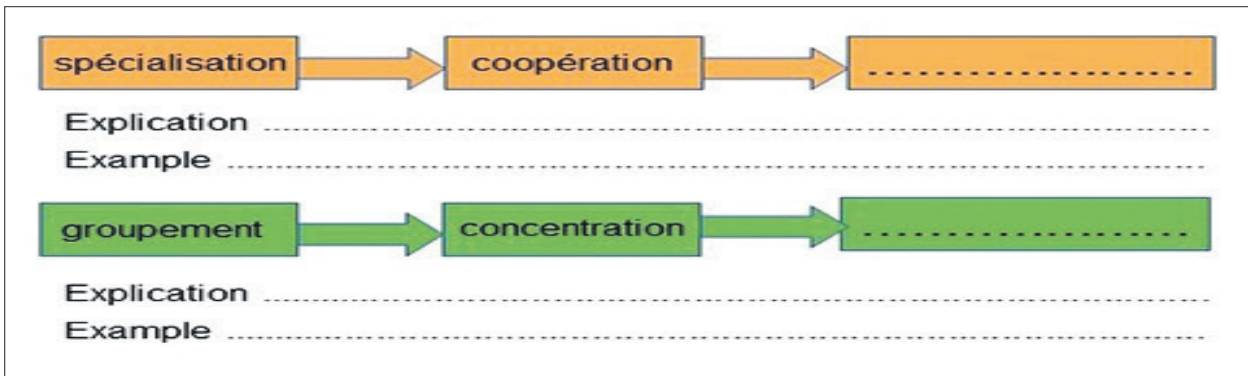 spécialisation coopération ....................
Explication ........................................................................
Example ........................................................................
groupement concentration ....................
Explication ........................................................................
Example ........................................................................